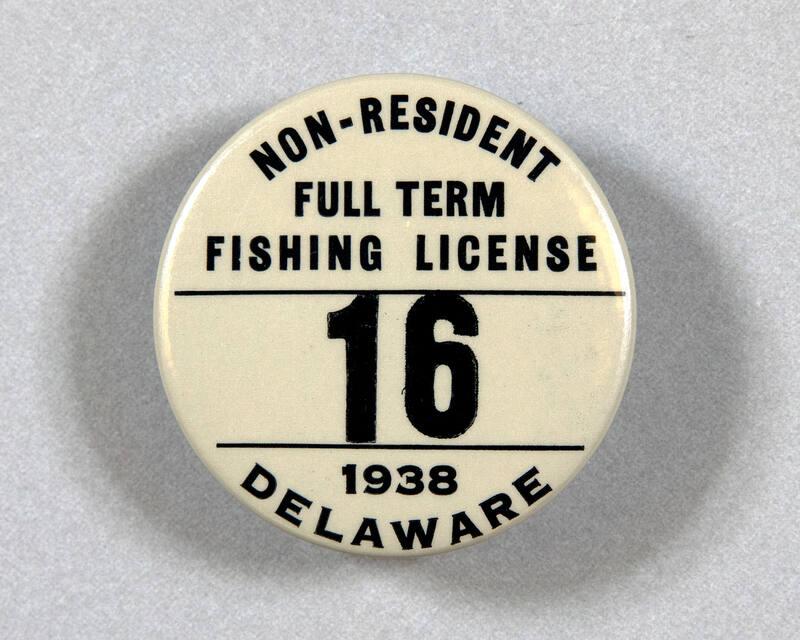 NON-RESIDENT
FULL TERM
FISHING LICENSE
16
1938
DELAWARE